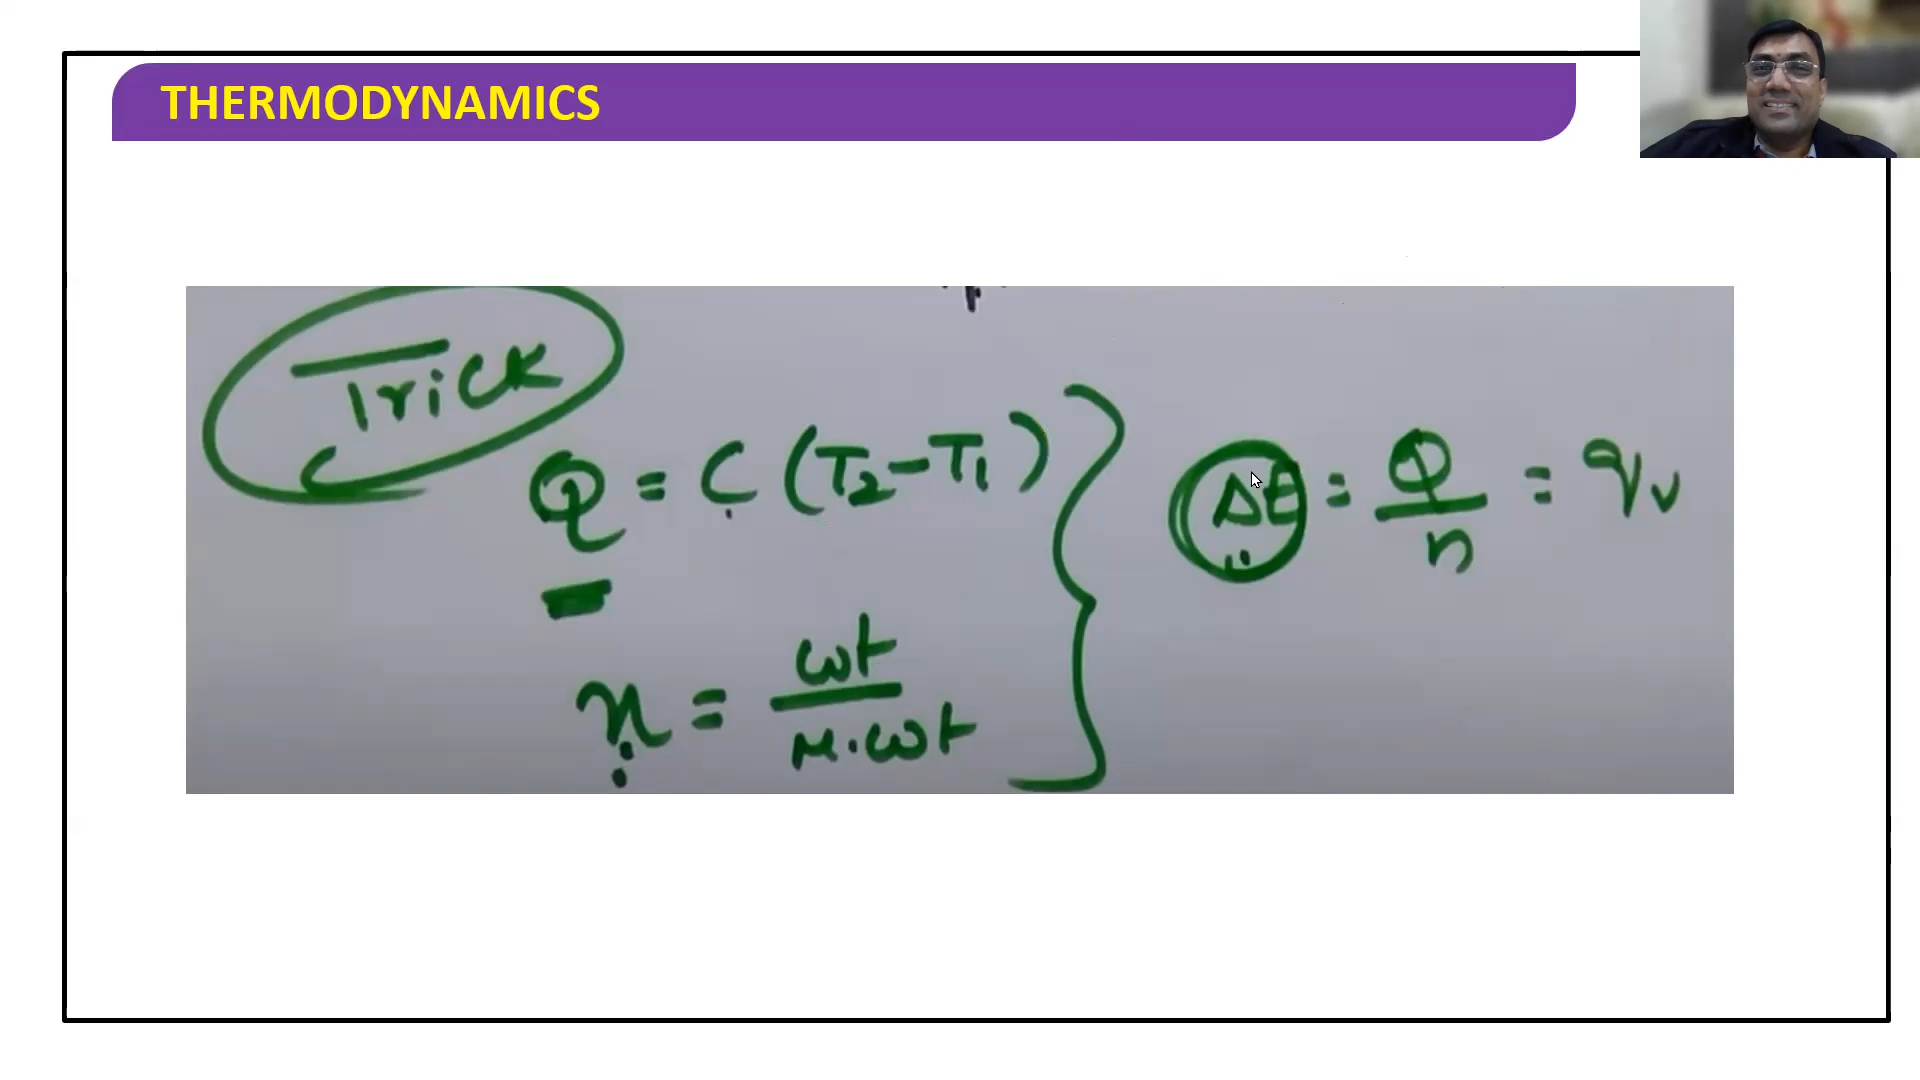 THERMODYNAMICS
Trick
Q = C (T₂ - T₁)
ΔE = Q/n = qᵥ
n = wt/M.wt